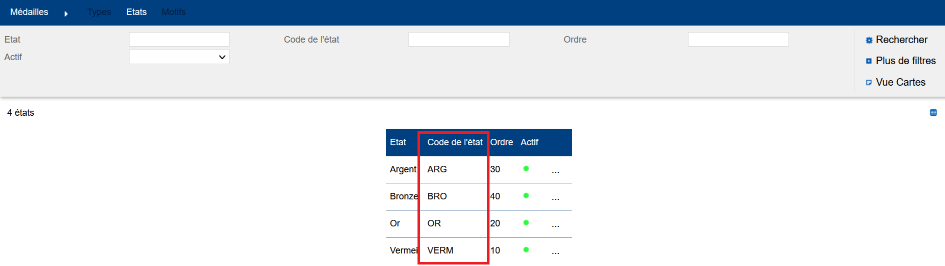 Médailles Types Etats Motifs
Etat Code de l'état Ordre
Actif
Rechercher
Plus de filtres
Vue Cartes
4 états
Etat Code de l'état Ordre Actif
Argent ARG 30 ...
Bronze BRO 40 ...
Or OR 20 ...
Vermeil VERM 10 ...